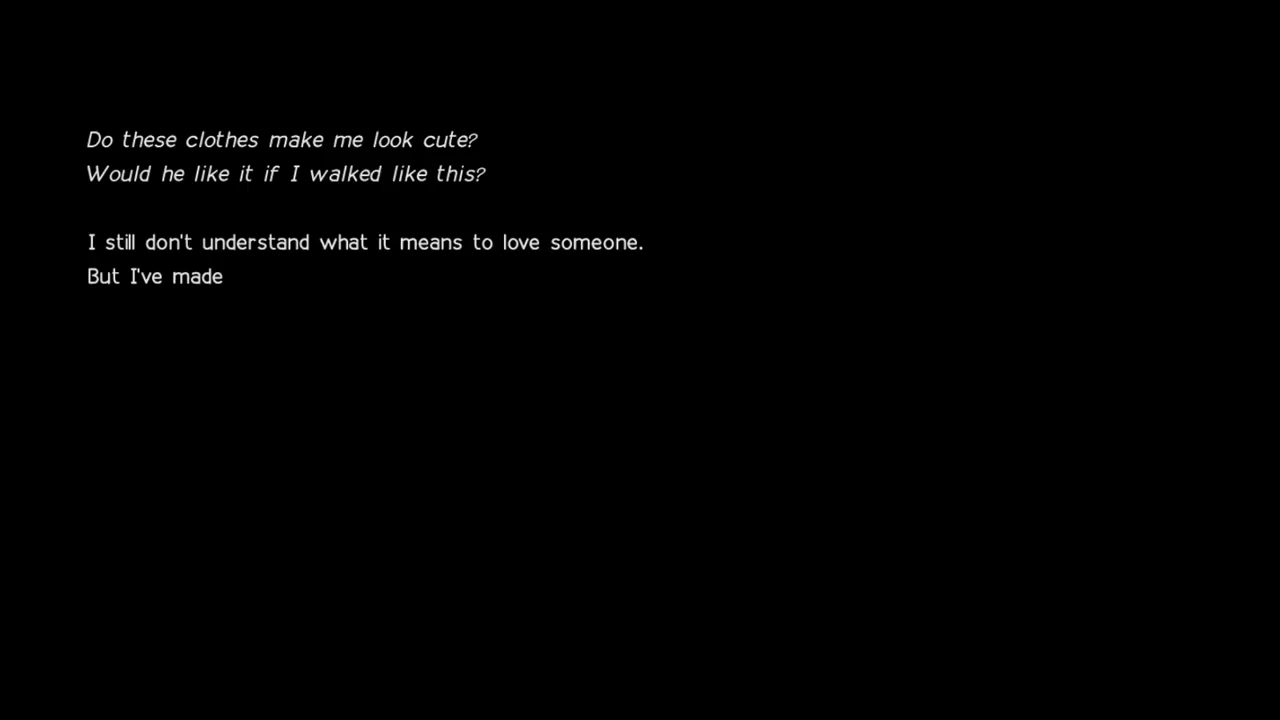 Do these clothes make me look cute?
Would he like it if I walked like this?
I still don't understand what it means to love someone.
But I've made